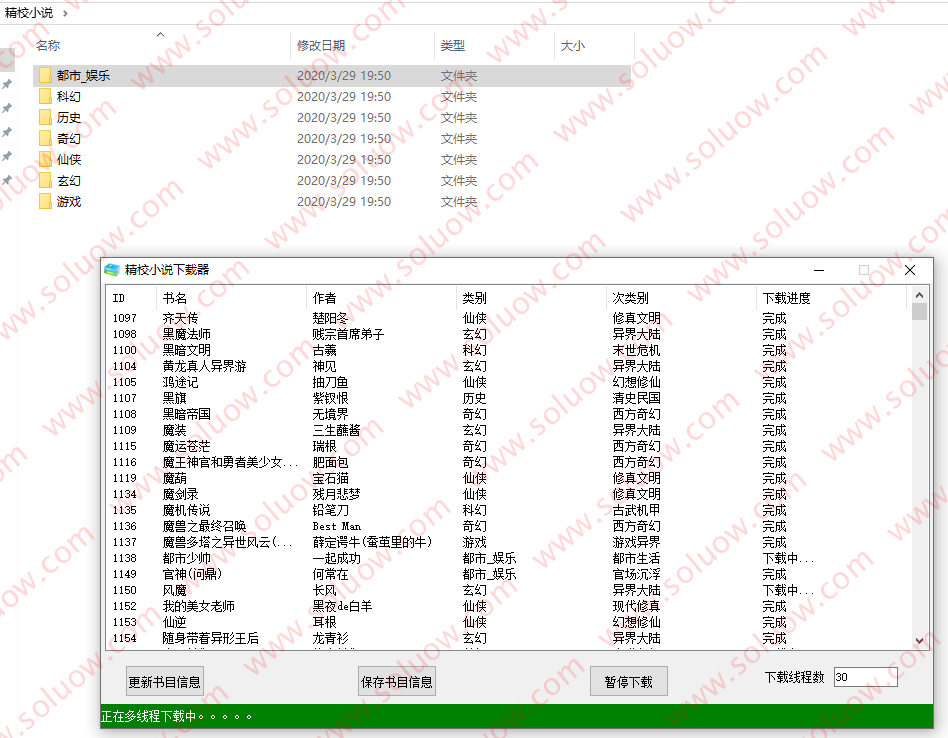 精校小说
名称 修改日期 类型 大小
都市_娱乐 2020/3/29 19:50 文件夹
科幻 2020/3/29 19:50 文件夹
历史 2020/3/29 19:50 文件夹
奇幻 2020/3/29 19:50 文件夹
仙侠 2020/3/29 19:50 文件夹
玄幻 2020/3/29 19:50 文件夹
游戏 2020/3/29 19:50 文件夹
精校小说下载器
ID 书名 作者 类别 次类别 下载进度
1097 齐天传 楚阳冬 仙侠 修真文明 完成
1098 黑魔法师 贼宗首席弟子 玄幻 异界大陆 完成
1100 黑暗文明 古羲 科幻 末世危机 完成
1104 黄龙真人异界游 神见 玄幻 异界大陆 完成
1105 鸿途记 抽刀鱼 仙侠 幻想修仙 完成
1107 黑旗 紫钗恨 历史 清史民国 完成
1108 黑暗帝国 无境界 奇幻 西方奇幻 完成
1109 魔装 三生蘸酱 玄幻 异界大陆 完成
1115 魔运苍茫 瑞根 奇幻 西方奇幻 完成
1116 魔王神官和勇者美少女... 肥面包 奇幻 西方奇幻 完成
1119 魔葫 宝石猫 仙侠 修真文明 完成
1134 魔剑录 残月悲梦 仙侠 修真文明 完成
1135 魔机传说 铅笔刀 科幻 古武机甲 完成
1136 魔兽之最终召唤 Best Man 奇幻 西方奇幻 完成
1137 魔兽多塔之异世风云(... 薛定谔牛(蚕茧里的牛) 游戏 游戏异界 完成
1138 都市少帅 一起成功 都市_娱乐 都市生活 下载中...
1149 官神(问鼎) 何常在 都市_娱乐 官场沉浮 完成
1150 风魔 长风 玄幻 异界大陆 下载中...
1152 我的美女老师 黑夜de白羊 仙侠 现代修真 完成
1153 仙逆 耳根 仙侠 幻想修仙 完成
1154 随身带着异形王后 龙青衫 玄幻 异界大陆 完成
更新书目信息 保存书目信息 暂停下载 下载线程数 30
正在多线程下载中。。。。。
www.soluow.com